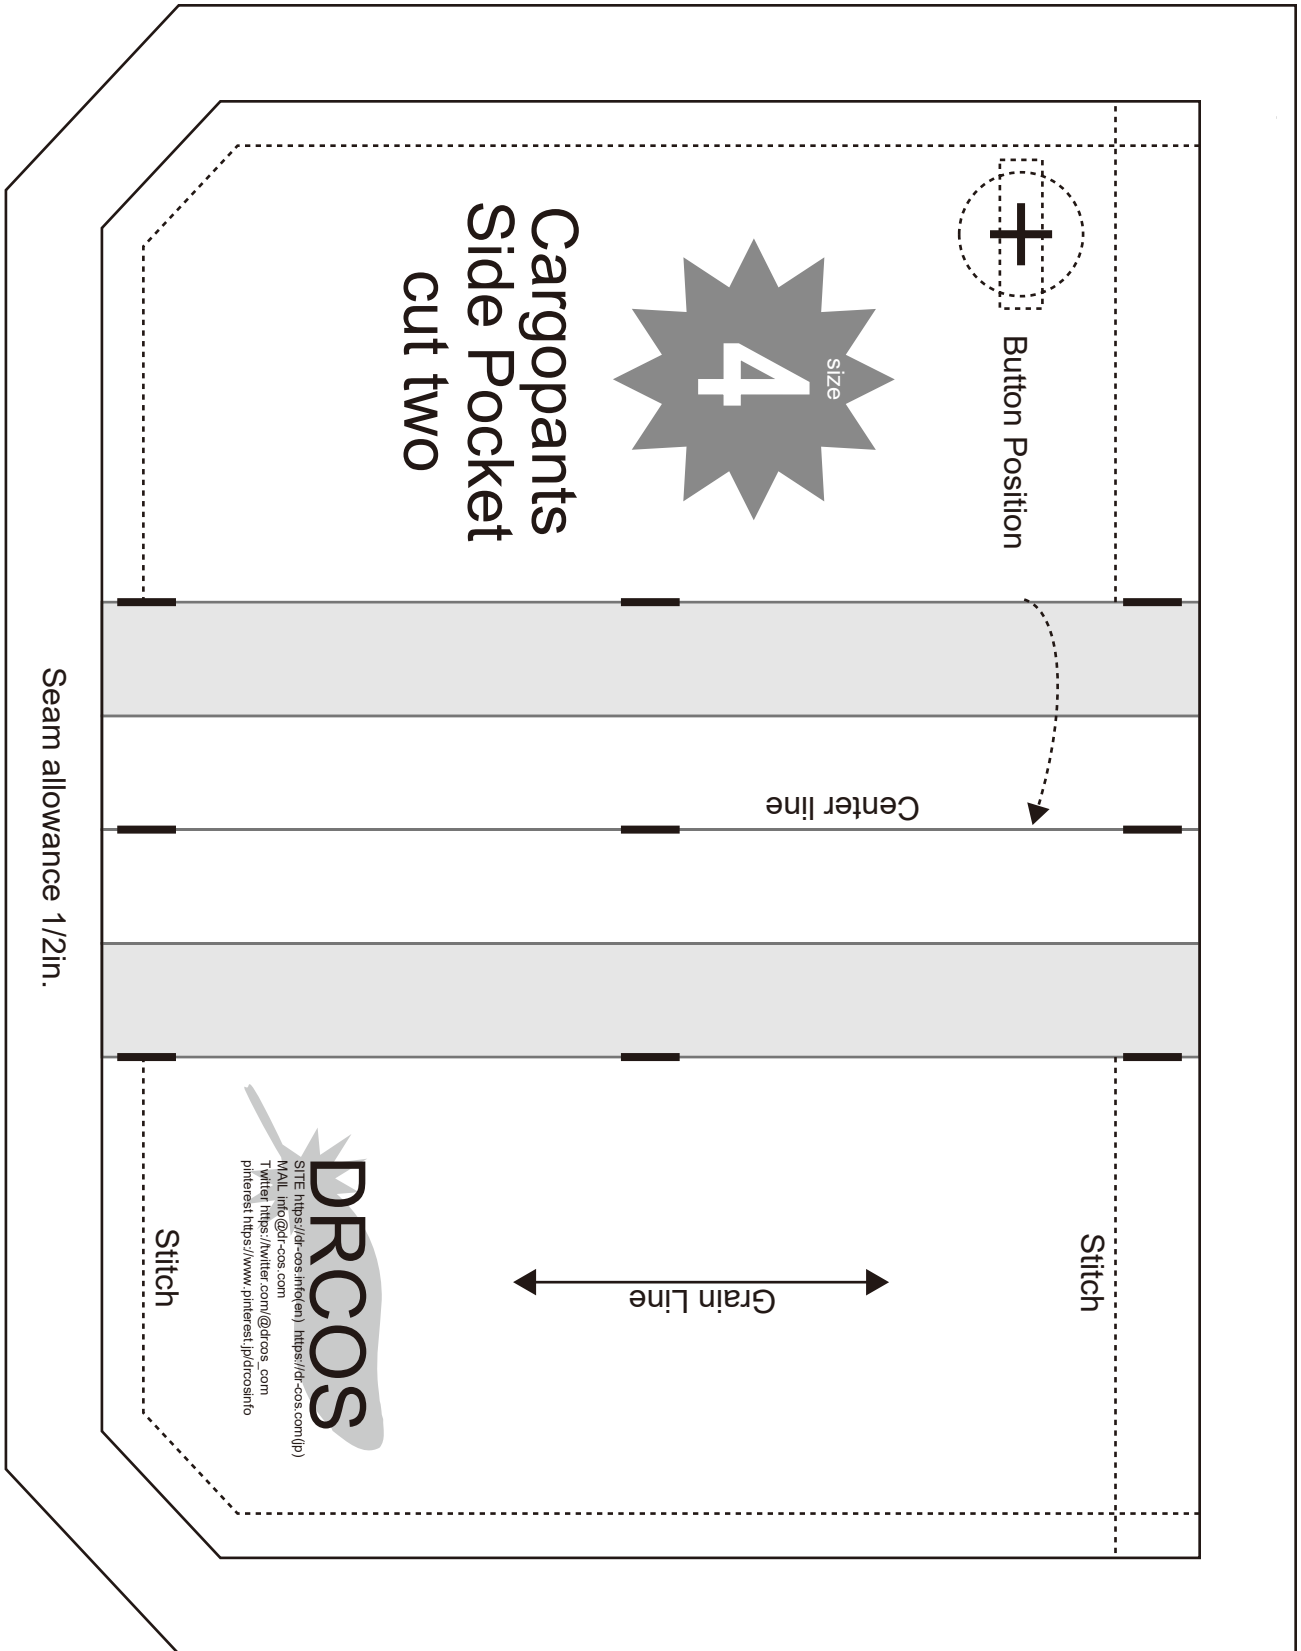 Button Position
size
4
Cargopants
Side Pocket
cut two
Center line
Seam allowance 1/2in.
Stitch
Grain Line
DRCOS
SITE https://dr-cos.info(en) https://dr-cos.com(jp)
MAIL info@dr-cos.com
Twitter https://twitter.com/@drcos_com
pinterest https://www.pinterest.jp/drcosinfo
Stitch